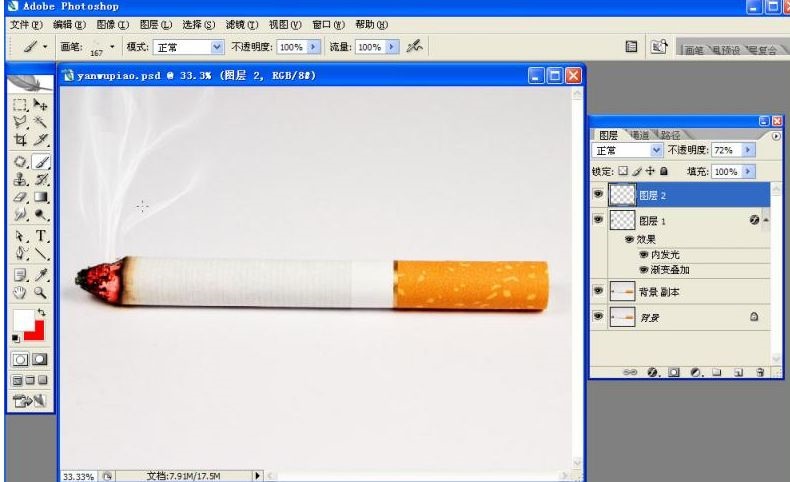 Adobe Photoshop
文件(F) 编辑(E) 图像(I) 图层(L) 选择(S) 滤镜(T) 视图(V) 窗口(W) 帮助(H)
画笔: 167 模式: 正常 不透明度: 100% 流量: 100%
画笔 工具预设 图层复合
yanwupiao.psd @ 33.3% (图层 2, RGB/8#)
图层 通道 路径
正常 不透明度: 72%
锁定: 填充: 100%
图层 2
图层 1
效果
内发光
渐变叠加
背景 副本
背景
T
33.33% 文档:7.91M/17.5M